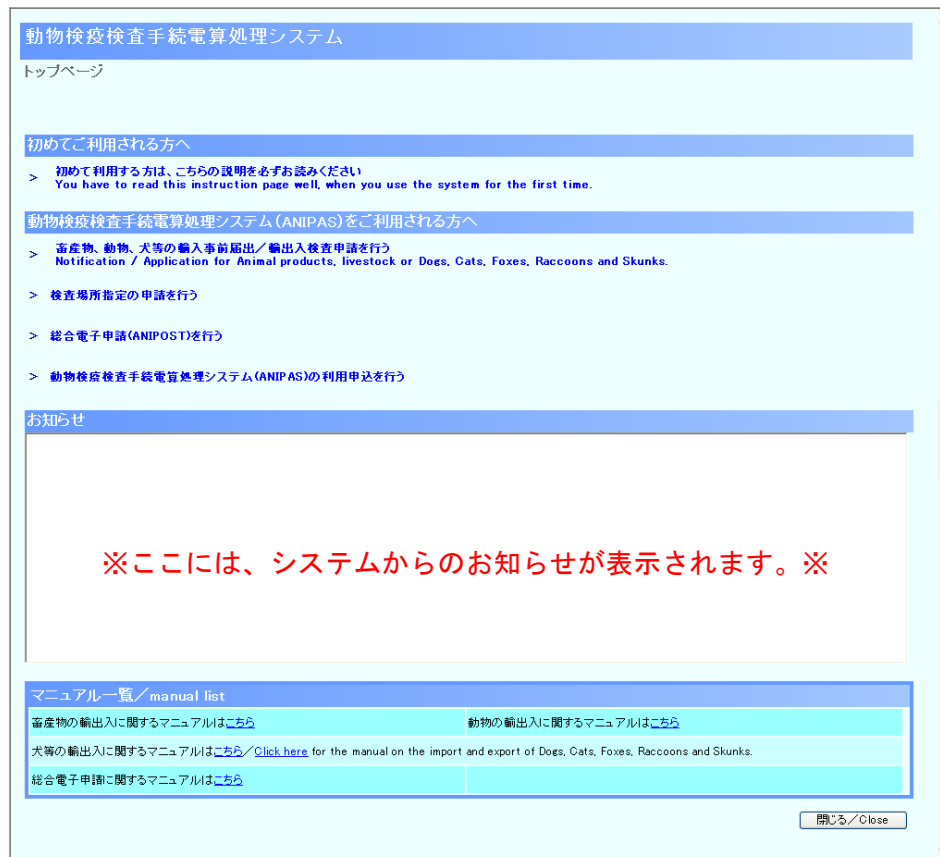 動物検疫検査手続電算処理システム
トップページ
初めてご利用される方へ
> 初めて利用する方は、こちらの説明を必ずお読みください
You have to read this instruction page well, when you use the system for the first time.
動物検疫検査手続電算処理システム(ANIPAS)をご利用される方へ
> 畜産物、動物、犬等の輸入事前届出/輸出入検査申請を行う
Notification / Application for Animal products, livestock or Dogs, Cats, Foxes, Raccoons and Skunks.
> 検査場所指定の申請を行う
> 総合電子申請(ANIPOST)を行う
> 動物検疫検査手続電算処理システム(ANIPAS)の利用申込を行う
お知らせ
※ここには、システムからのお知らせが表示されます。※
マニュアル一覧/manual list
畜産物の輸出入に関するマニュアルはこちら 動物の輸出入に関するマニュアルはこちら
犬等の輸出入に関するマニュアルはこちら/Click here for the manual on the import and export of Dogs, Cats, Foxes, Raccoons and Skunks.
総合電子申請に関するマニュアルはこちら
閉じる/Close